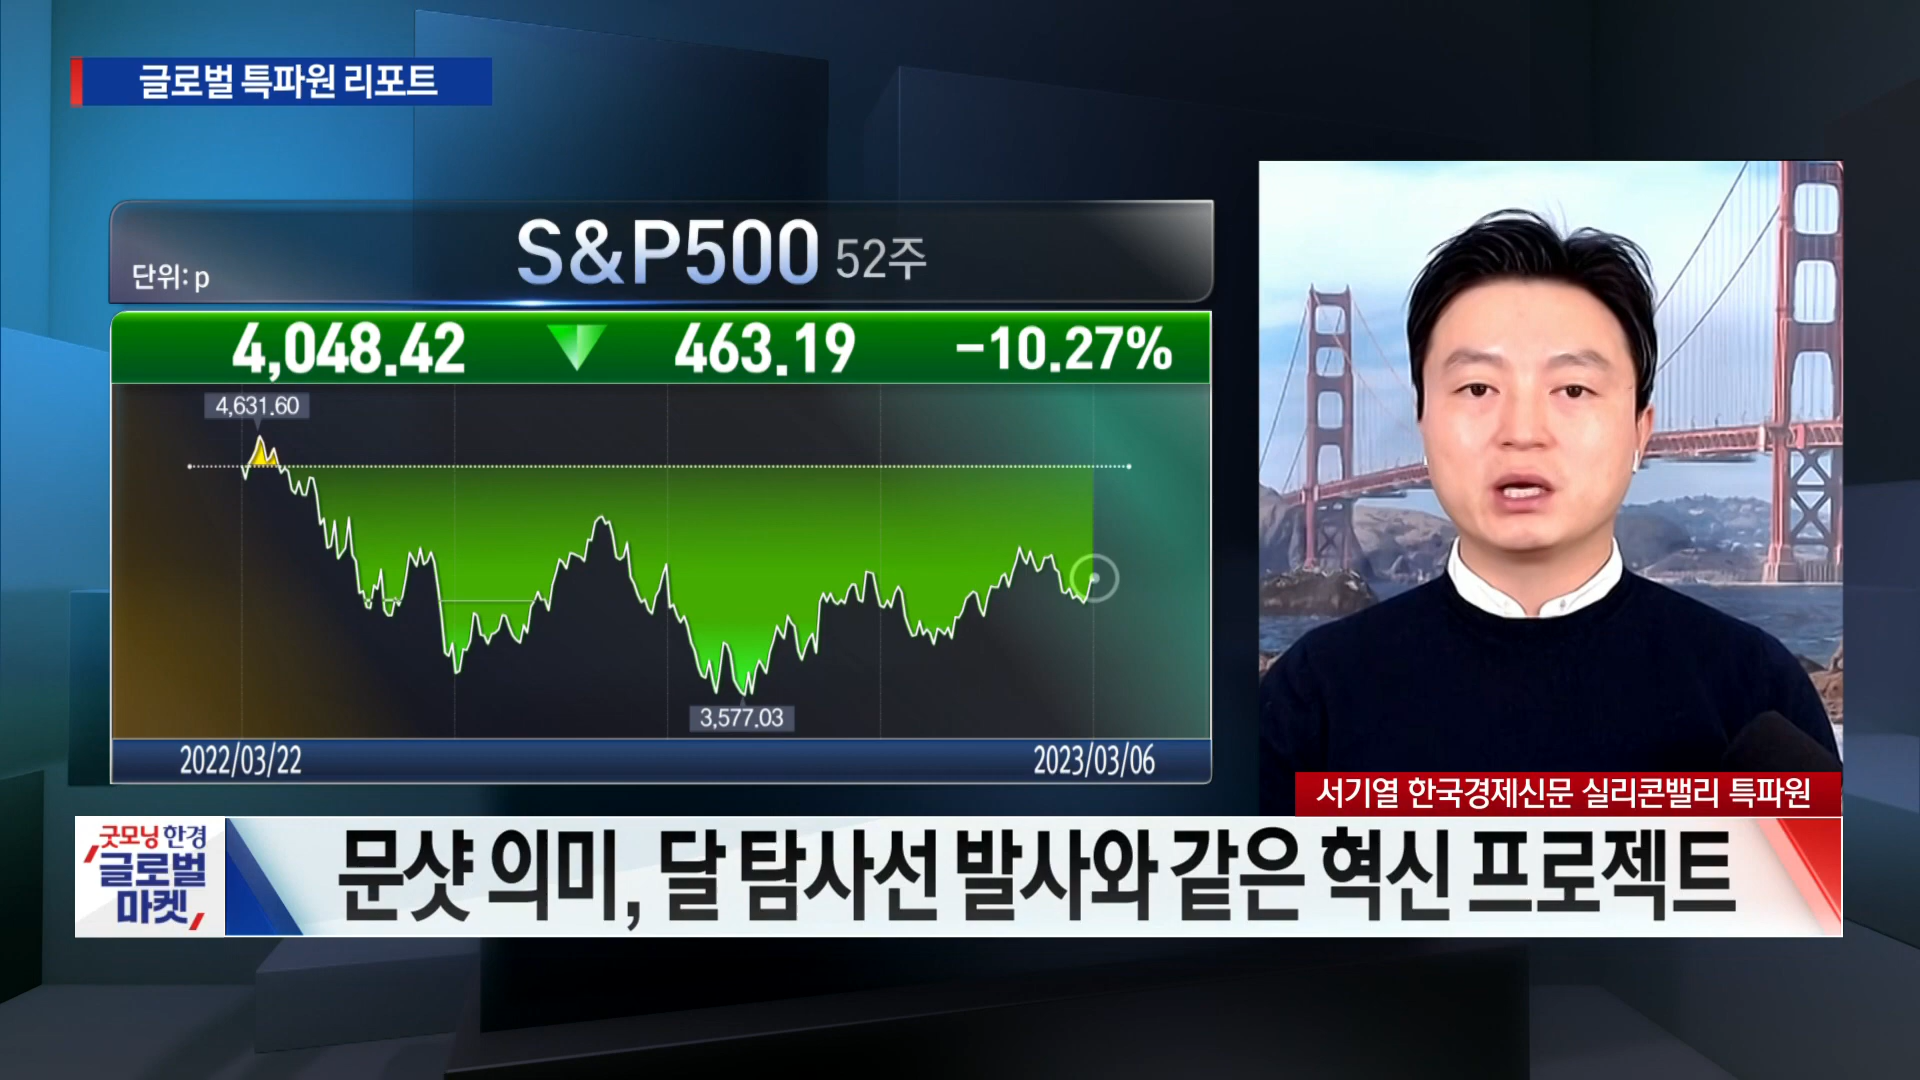 글로벌 특파원 리포트
S&P500 52주
단위: p
4,048.42 ▼ 463.19 -10.27%
4,631.60
3,577.03
2022/03/22
2023/03/06
서기열 한국경제신문 실리콘밸리 특파원
굿모닝 한경
글로벌
마켓
문샷 의미, 달 탐사선 발사와 같은 혁신 프로젝트